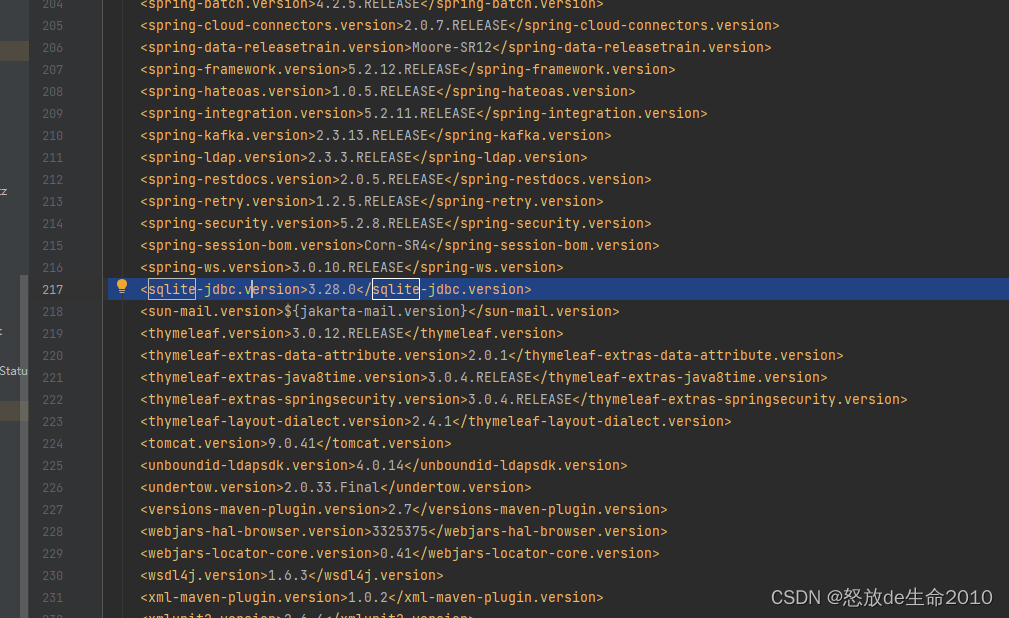 204 <spring-batch.version>4.2.5.RELEASE</spring-batch.version>
205 <spring-cloud-connectors.version>2.0.7.RELEASE</spring-cloud-connectors.version>
206 <spring-data-releasetrain.version>Moore-SR12</spring-data-releasetrain.version>
207 <spring-framework.version>5.2.12.RELEASE</spring-framework.version>
208 <spring-hateoas.version>1.0.5.RELEASE</spring-hateoas.version>
209 <spring-integration.version>5.2.11.RELEASE</spring-integration.version>
210 <spring-kafka.version>2.3.13.RELEASE</spring-kafka.version>
211 <spring-ldap.version>2.3.3.RELEASE</spring-ldap.version>
tz 212 <spring-restdocs.version>2.0.5.RELEASE</spring-restdocs.version>
213 <spring-retry.version>1.2.5.RELEASE</spring-retry.version>
214 <spring-security.version>5.2.8.RELEASE</spring-security.version>
215 <spring-session-bom.version>Corn-SR4</spring-session-bom.version>
216 <spring-ws.version>3.0.10.RELEASE</spring-ws.version>
217 <sqlite-jdbc.version>3.28.0</sqlite-jdbc.version>
218 <sun-mail.version>${jakarta-mail.version}</sun-mail.version>
219 <thymeleaf.version>3.0.12.RELEASE</thymeleaf.version>
220 <thymeleaf-extras-data-attribute.version>2.0.1</thymeleaf-extras-data-attribute.version>
Statu 221 <thymeleaf-extras-java8time.version>3.0.4.RELEASE</thymeleaf-extras-java8time.version>
222 <thymeleaf-extras-springsecurity.version>3.0.4.RELEASE</thymeleaf-extras-springsecurity.version>
223 <thymeleaf-layout-dialect.version>2.4.1</thymeleaf-layout-dialect.version>
224 <tomcat.version>9.0.41</tomcat.version>
225 <unboundid-ldapsdk.version>4.0.14</unboundid-ldapsdk.version>
226 <undertow.version>2.0.33.Final</undertow.version>
227 <versions-maven-plugin.version>2.7</versions-maven-plugin.version>
228 <webjars-hal-browser.version>3325375</webjars-hal-browser.version>
229 <webjars-locator-core.version>0.41</webjars-locator-core.version>
230 <wsdl4j.version>1.6.3</wsdl4j.version>
231 <xml-maven-plugin.version>1.0.2</xml-maven-plugin.version>
CSDN @怒放de生命2010